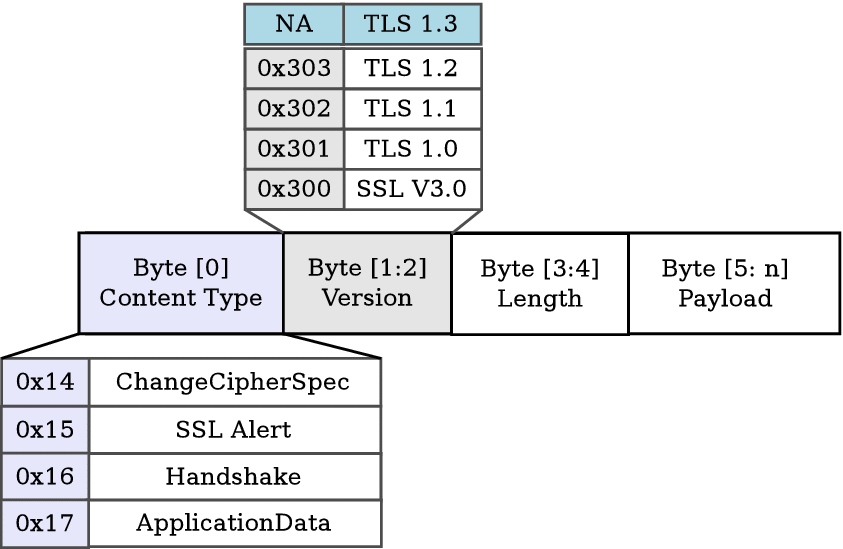 NA TLS 1.3
0x303 TLS 1.2
0x302 TLS 1.1
0x301 TLS 1.0
0x300 SSL V3.0
Byte [0] Byte [1:2] Byte [3:4] Byte [5: n]
Content Type Version Length Payload
0x14 ChangeCipherSpec
0x15 SSL Alert
0x16 Handshake
0x17 ApplicationData